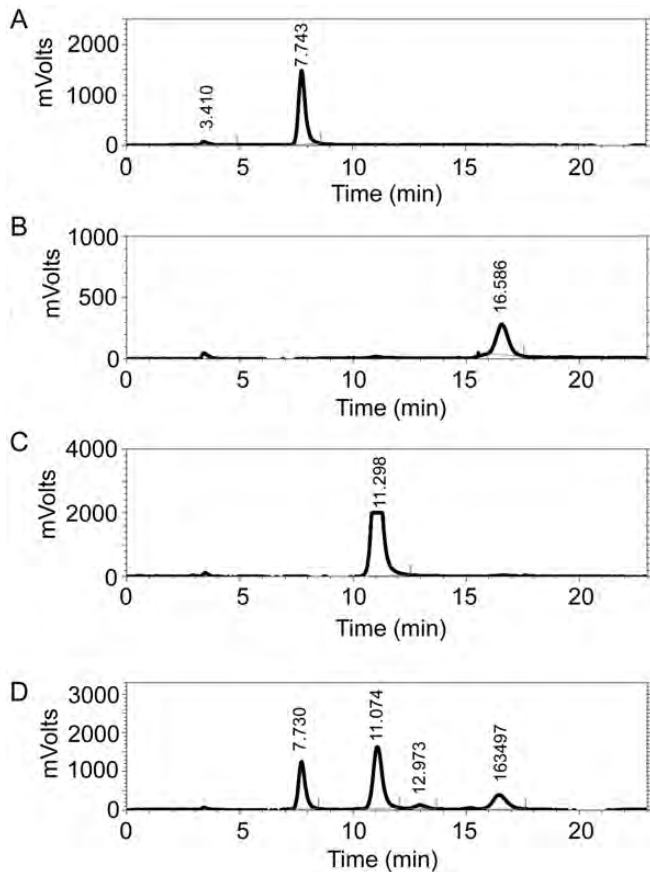 A
mVolts
2000
1000
0
3.410
7.743
0 5 10 15 20
Time (min)
B
mVolts
1000
500
0
16.586
0 5 10 15 20
Time (min)
C
mVolts
4000
2000
0
11.298
0 5 10 15 20
Time (min)
D
mVolts
3000
2000
1000
0
7.730
11.074
12.973
163497
0 5 10 15 20
Time (min)